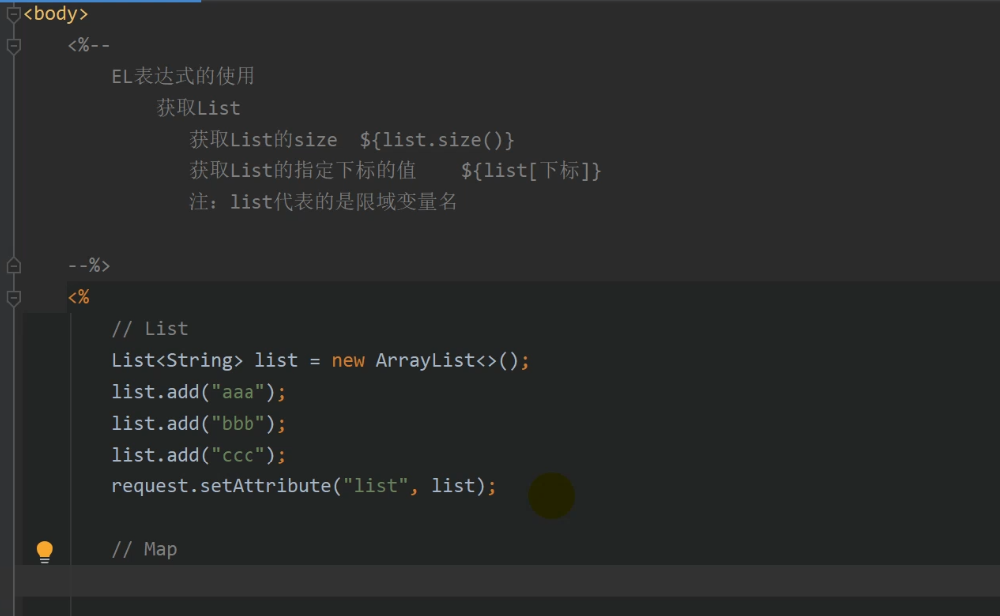 <body>
<%--
EL表达式的使用
获取List
获取List的size  ${list.size()}
获取List的指定下标的值    ${list[下标]}
注：list代表的是限域变量名
--%>
<%
// List
List<String> list = new ArrayList<>();
list.add("aaa");
list.add("bbb");
list.add("ccc");
request.setAttribute("list", list);
// Map